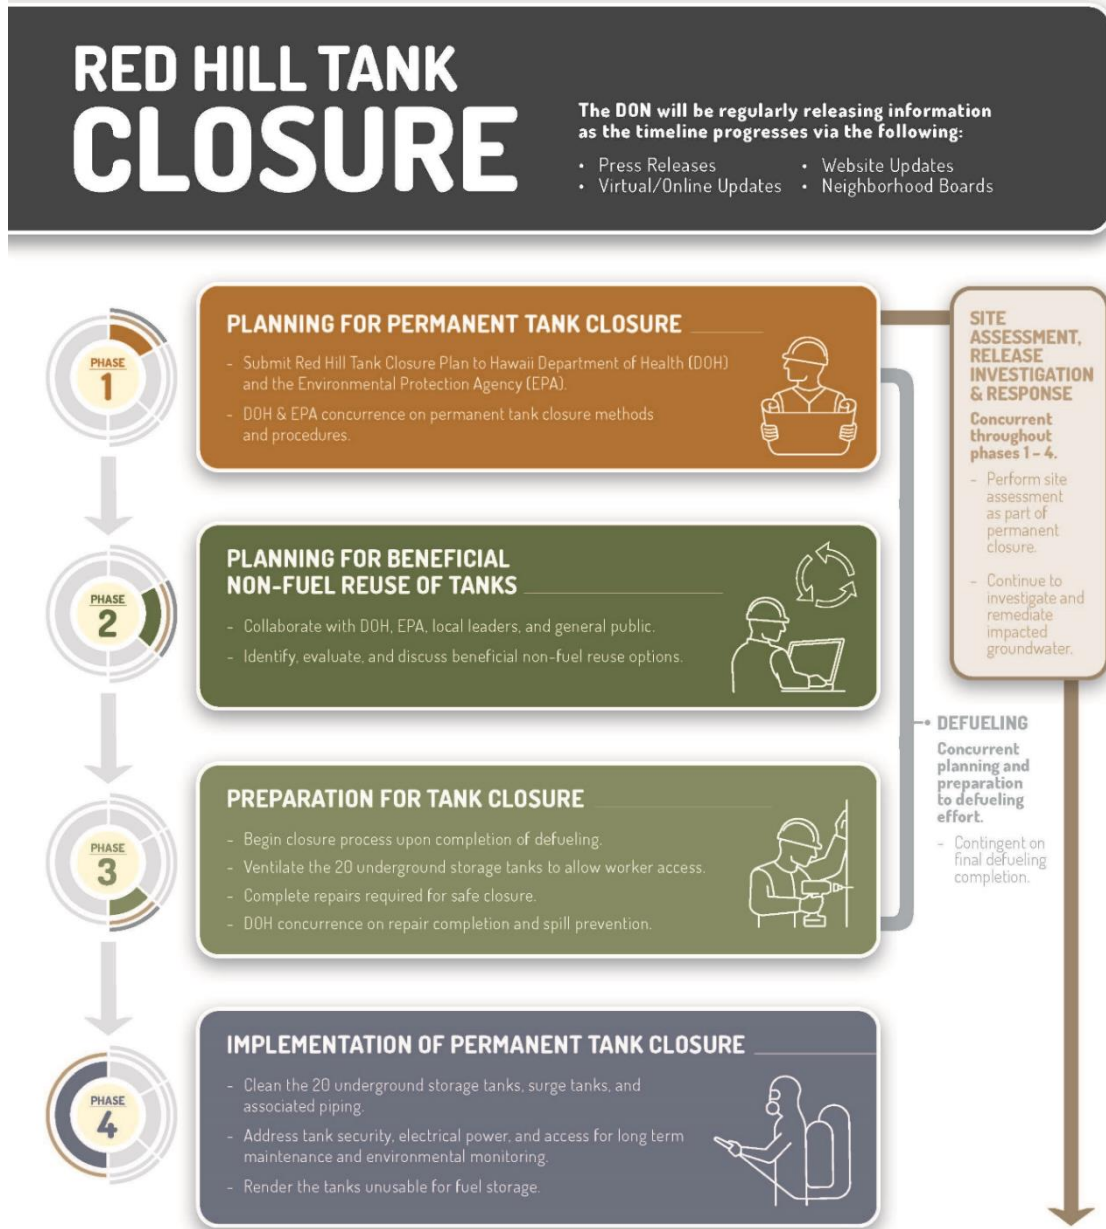 RED HILL TANK
CLOSURE
The DON will be regularly releasing information
as the timeline progresses via the following:
• Press Releases
• Virtual/Online Updates
• Website Updates
• Neighborhood Boards
PHASE
1
PLANNING FOR PERMANENT TANK CLOSURE
- Submit Red Hill Tank Closure Plan to Hawaii Department of Health (DOH)
and the Environmental Protection Agency (EPA).
- DOH & EPA concurrence on permanent tank closure methods
and procedures.
SITE
ASSESSMENT,
RELEASE
INVESTIGATION
& RESPONSE
Concurrent
throughout
phases 1 – 4.
- Perform site
assessment
as part of
permanent
closure.
- Continue to
investigate and
remediate
impacted
groundwater.
PHASE
2
PLANNING FOR BENEFICIAL
NON-FUEL REUSE OF TANKS
- Collaborate with DOH, EPA, local leaders, and general public.
- Identify, evaluate, and discuss beneficial non-fuel reuse options.
• DEFUELING
Concurrent
planning and
preparation
to defueling
effort.
- Contingent on
final defueling
completion.
PHASE
3
PREPARATION FOR TANK CLOSURE
- Begin closure process upon completion of defueling.
- Ventilate the 20 underground storage tanks to allow worker access.
- Complete repairs required for safe closure.
- DOH concurrence on repair completion and spill prevention.
PHASE
4
IMPLEMENTATION OF PERMANENT TANK CLOSURE
- Clean the 20 underground storage tanks, surge tanks, and
associated piping.
- Address tank security, electrical power, and access for long term
maintenance and environmental monitoring.
- Render the tanks unusable for fuel storage.